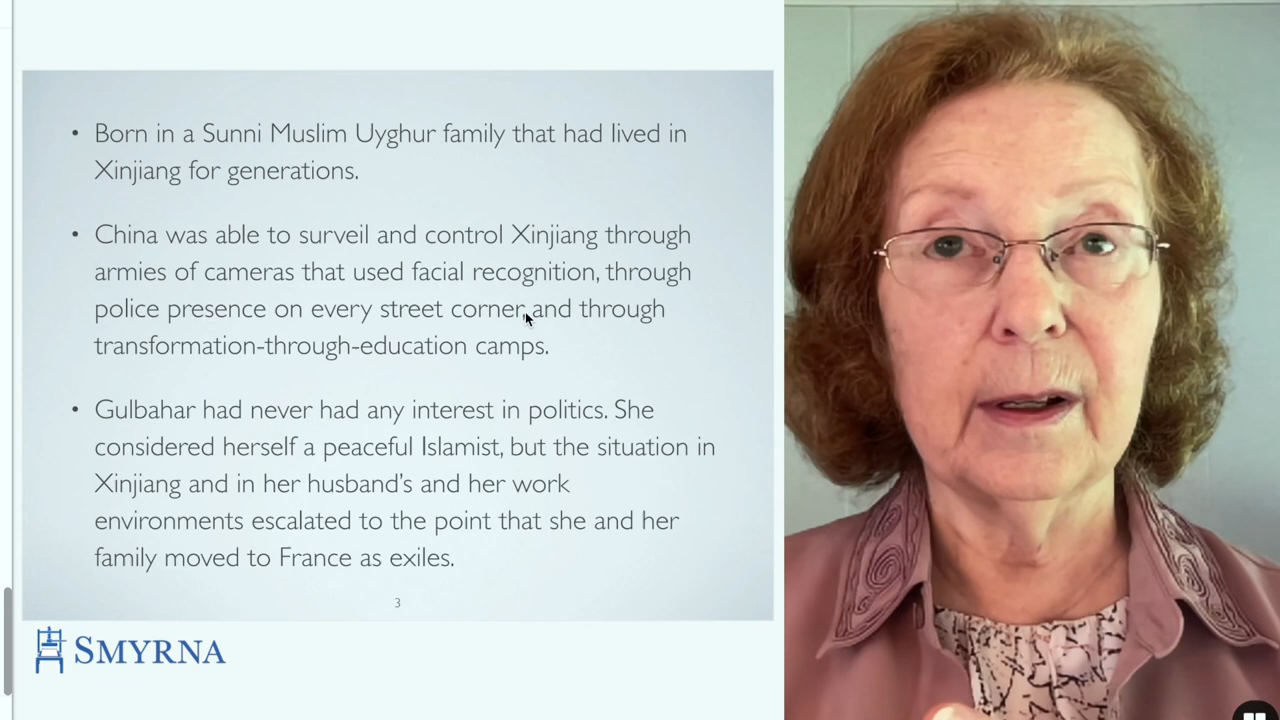 • Born in a Sunni Muslim Uyghur family that had lived in
Xinjiang for generations.
• China was able to surveil and control Xinjiang through
armies of cameras that used facial recognition, through
police presence on every street corner, and through
transformation-through-education camps.
• Gulbahar had never had any interest in politics. She
considered herself a peaceful Islamist, but the situation in
Xinjiang and in her husband's and her work
environments escalated to the point that she and her
family moved to France as exiles.
3
SMYRNA